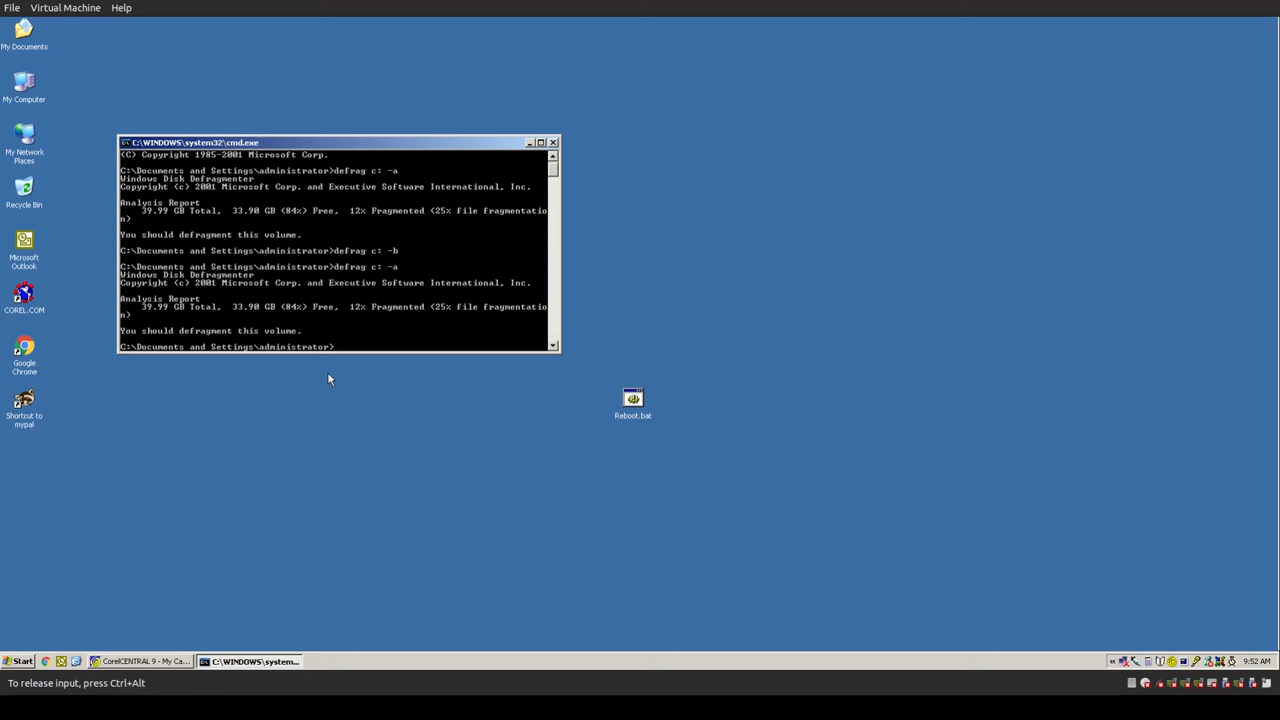 File Virtual Machine Help
My Documents
My Computer
My Network
Places
Recycle Bin
Microsoft
Outlook
COREL.COM
Google
Chrome
Shortcut to
mypal
C:\WINDOWS\system32\cmd.exe
(C) Copyright 1985-2001 Microsoft Corp.
C:\Documents and Settings\administrator>defrag c: -a
Windows Disk Defragmenter
Copyright (c) 2001 Microsoft Corp. and Executive Software International, Inc.
Analysis Report
39.99 GB Total, 33.90 GB (84%) Free, 12% Fragmented (25% file fragmentatio
n)
You should defragment this volume.
C:\Documents and Settings\administrator>defrag c: -b
C:\Documents and Settings\administrator>defrag c: -a
Windows Disk Defragmenter
Copyright (c) 2001 Microsoft Corp. and Executive Software International, Inc.
Analysis Report
39.99 GB Total, 33.90 GB (84%) Free, 12% Fragmented (25% file fragmentatio
n)
You should defragment this volume.
C:\Documents and Settings\administrator>
Reboot.bat
Start CorelCENTRAL 9 - My Ca... C:\WINDOWS\system... « 9:52 AM
To release input, press Ctrl+Alt